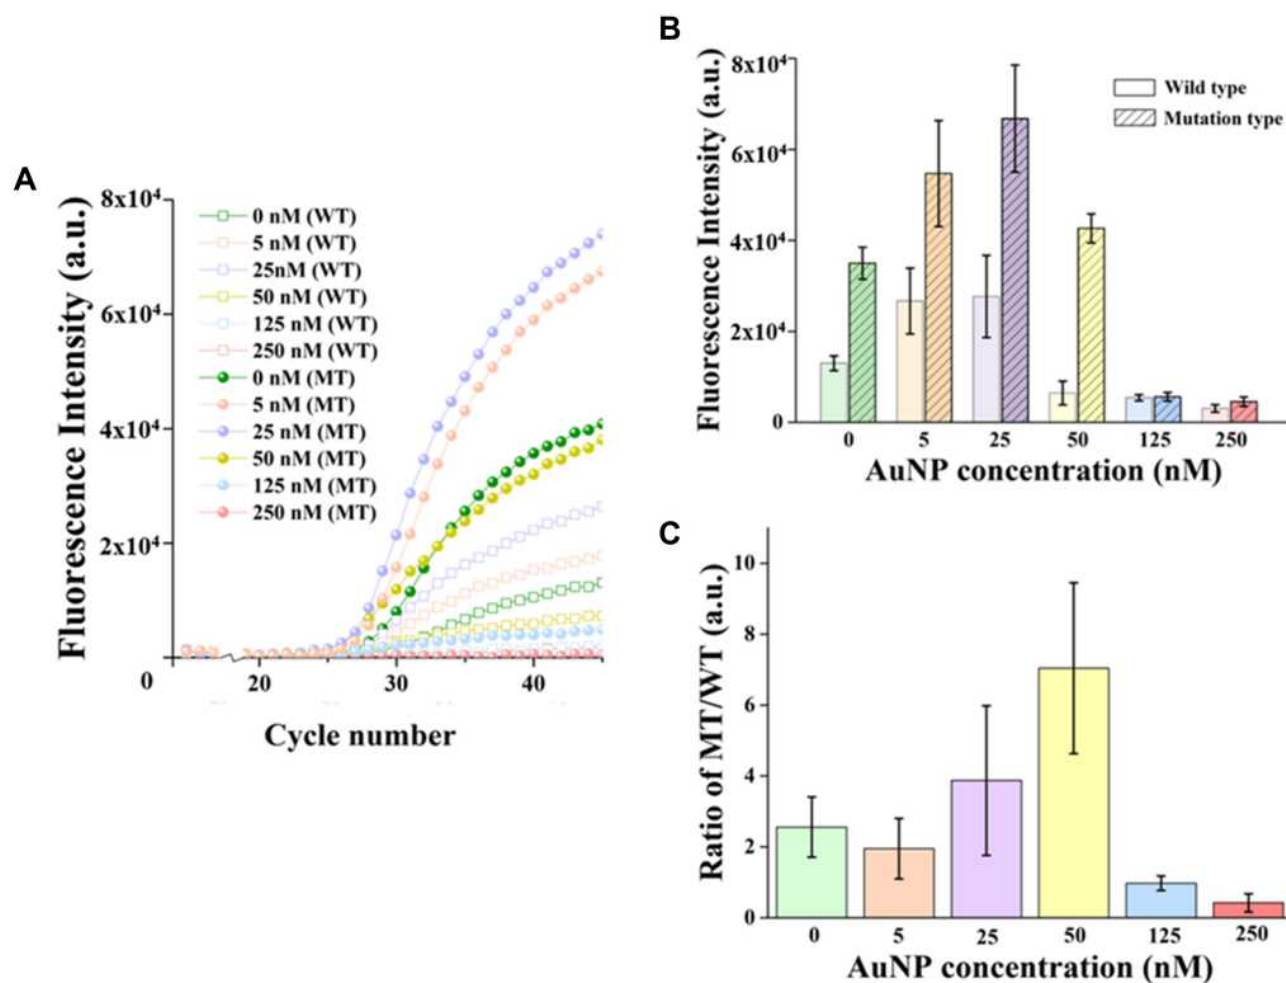 A
Fluorescence Intensity (a.u.)
8x10⁴
6x10⁴
4x10⁴
2x10⁴
0
20
30
40
Cycle number
0 nM (WT)
5 nM (WT)
25nM (WT)
50 nM (WT)
125 nM (WT)
250 nM (WT)
0 nM (MT)
5 nM (MT)
25 nM (MT)
50 nM (MT)
125 nM (MT)
250 nM (MT)
B
Fluorescence Intensity (a.u.)
8x10⁴
6x10⁴
4x10⁴
2x10⁴
0
Wild type
Mutation type
0 5 25 50 125 250
AuNP concentration (nM)
C
Ratio of MT/WT (a.u.)
10
8
6
4
2
0
0 5 25 50 125 250
AuNP concentration (nM)